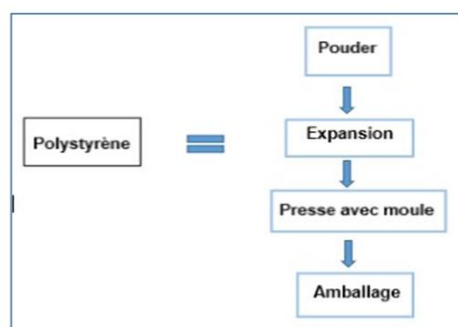 Pouder
Polystyrène
Expansion
Presse avec moule
Amballage